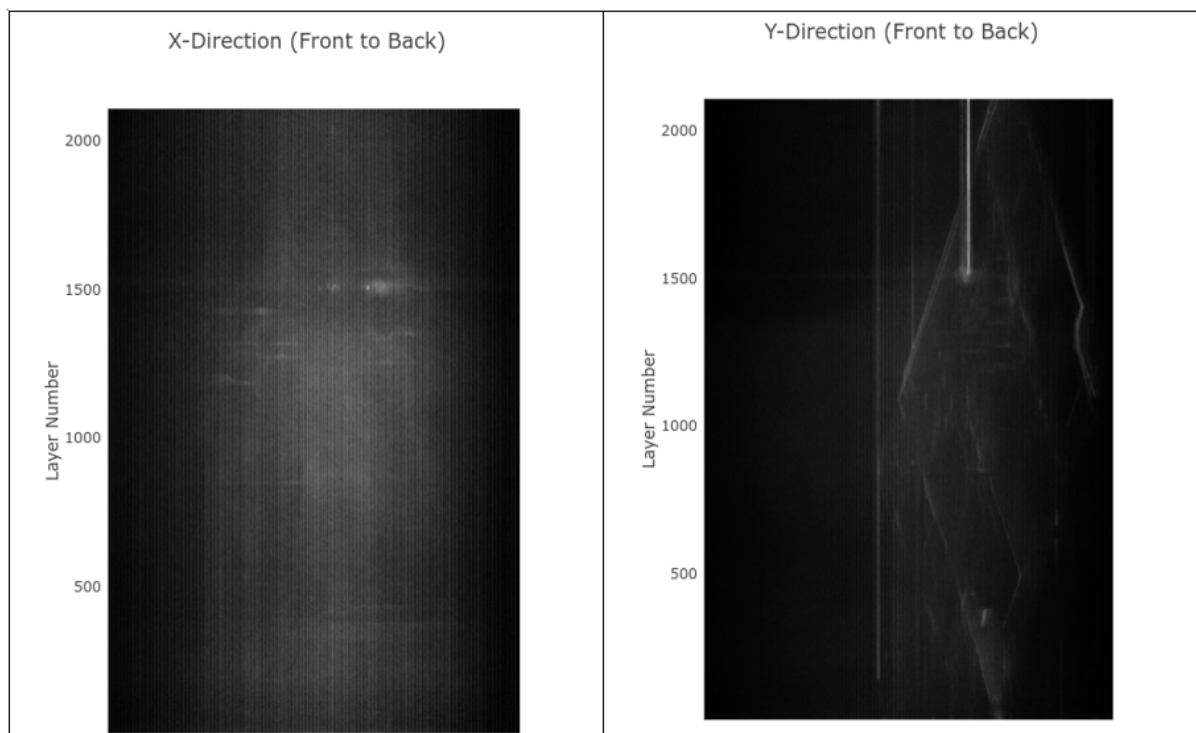 X-Direction (Front to Back)
2000
1500
Layer Number
1000
500
Y-Direction (Front to Back)
2000
1500
Layer Number
1000
500